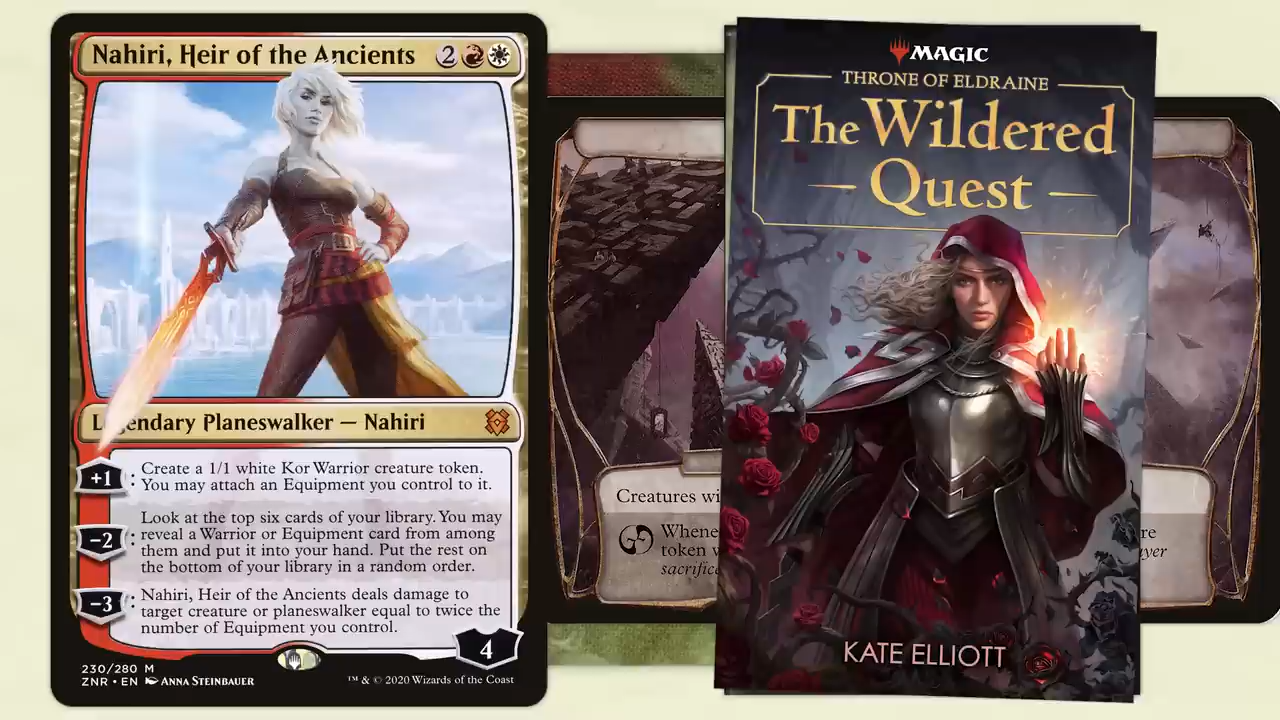 Nahiri, Heir of the Ancients 2
Legendary Planeswalker — Nahiri
+1: Create a 1/1 white Kor Warrior creature token.
You may attach an Equipment you control to it.
−2: Look at the top six cards of your library. You may
reveal a Warrior or Equipment card from among
them and put it into your hand. Put the rest on
the bottom of your library in a random order.
−3: Nahiri, Heir of the Ancients deals damage to
target creature or planeswalker equal to twice the
number of Equipment you control.
4
230/280 M
ZNR • EN ANNA STEINBAUER
™ & © 2020 Wizards of the Coast
Creatures
Whene
token
sacrific
MAGIC
THRONE OF ELDRAINE
The Wildered
Quest
KATE ELLIOTT
re
ayer